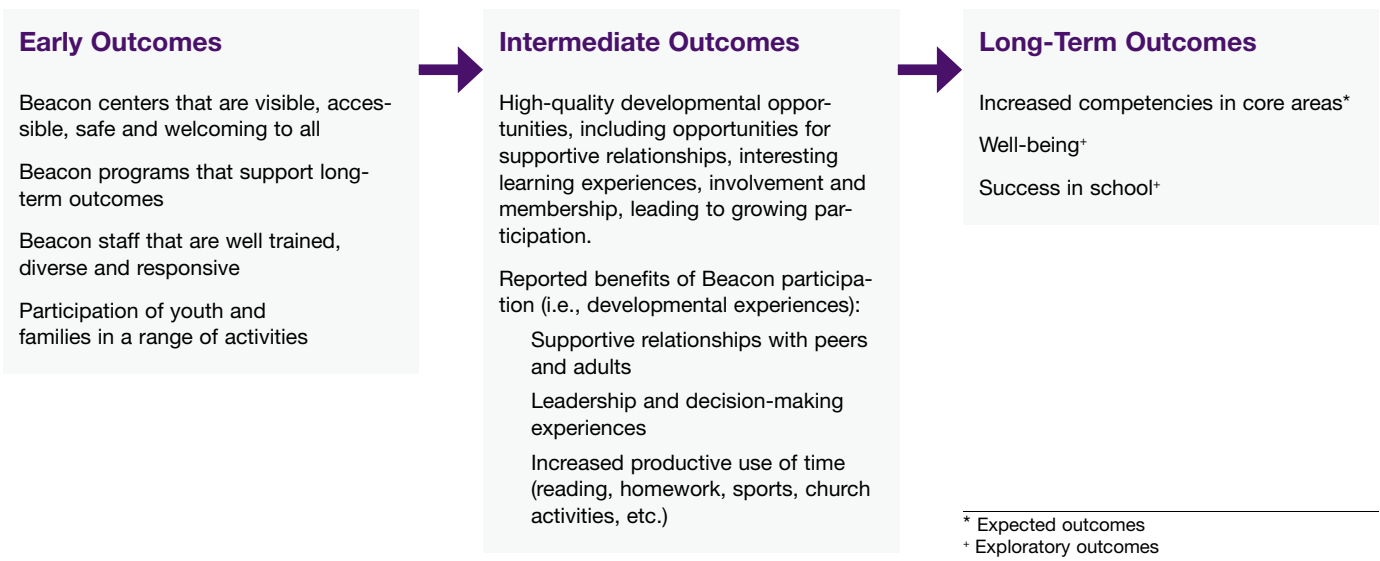 Early Outcomes
Beacon centers that are visible, acces-
sible, safe and welcoming to all
Beacon programs that support long-
term outcomes
Beacon staff that are well trained,
diverse and responsive
Participation of youth and
families in a range of activities
Intermediate Outcomes
High-quality developmental oppor-
tunities, including opportunities for
supportive relationships, interesting
learning experiences, involvement and
membership, leading to growing par-
ticipation.
Reported benefits of Beacon participa-
tion (i.e., developmental experiences):
Supportive relationships with peers
and adults
Leadership and decision-making
experiences
Increased productive use of time
(reading, homework, sports, church
activities, etc.)
Long-Term Outcomes
Increased competencies in core areas*
Well-being⁺
Success in school⁺
* Expected outcomes
⁺ Exploratory outcomes